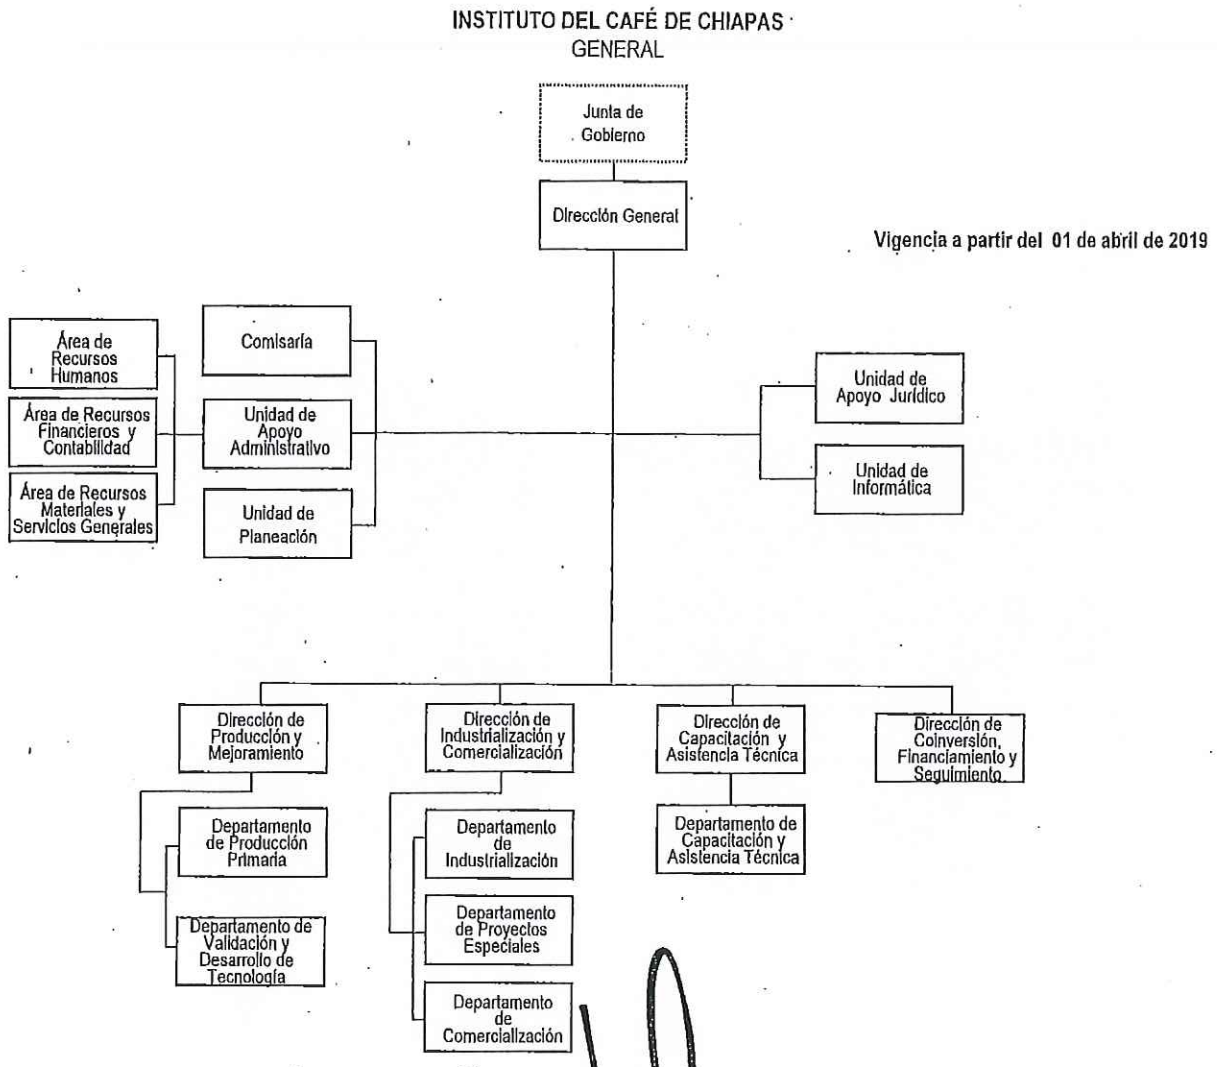 INSTITUTO DEL CAFÉ DE CHIAPAS
GENERAL
Junta de
Gobierno
Dirección General
Vigencia a partir del 01 de abril de 2019
Área de
Recursos
Humanos
Área de Recursos
Financieros y
Contabilidad
Área de Recursos
Materiales y
Servicios Generales
Comisaría
Unidad de
Apoyo
Administrativo
Unidad de
Planeación
Unidad de
Apoyo Jurídico
Unidad de
Informática
Dirección de
Producción y
Mejoramiento
Departamento
de Producción
Primaria
Departamento de
Validación y
Desarrollo de
Tecnología
Dirección de
Industrialización y
Comercialización
Departamento
de
Industrialización
Departamento
de Proyectos
Especiales
Departamento
de
Comercialización
Dirección de
Capacitación y
Asistencia Técnica
Departamento de
Capacitación y
Asistencia Técnica
Dirección de
Coinversión,
Financiamiento y
Seguimiento